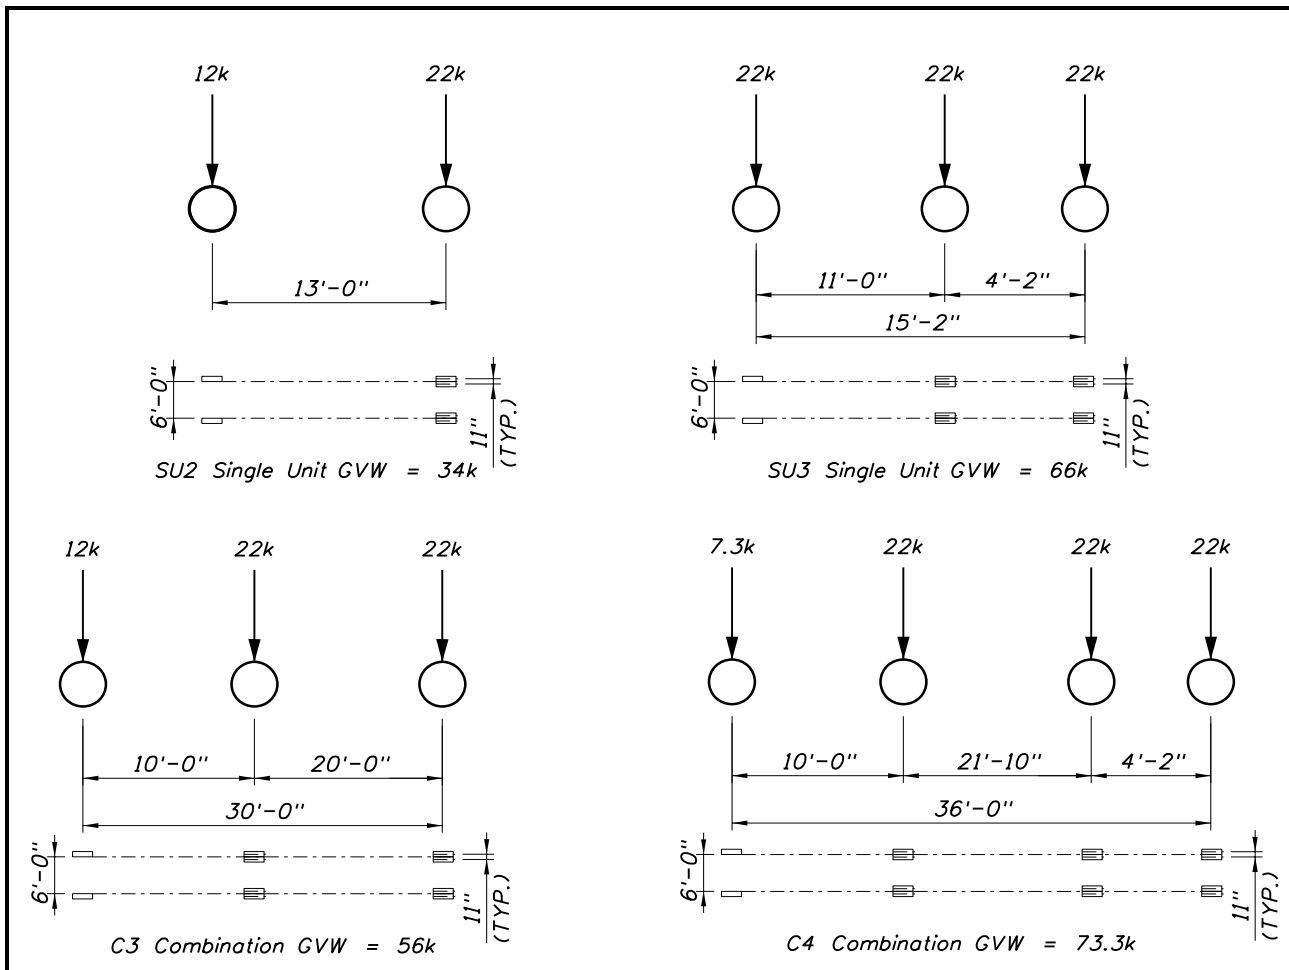 12k 22k
13'-0"
6'-0"
11"
(TYP.)
SU2 Single Unit GVW = 34k
22k 22k 22k
11'-0" 4'-2"
15'-2"
6'-0"
11"
(TYP.)
SU3 Single Unit GVW = 66k
12k 22k 22k
10'-0" 20'-0"
30'-0"
6'-0"
11"
(TYP.)
C3 Combination GVW = 56k
7.3k 22k 22k 22k
10'-0" 21'-10" 4'-2"
36'-0"
6'-0"
11"
(TYP.)
C4 Combination GVW = 73.3k